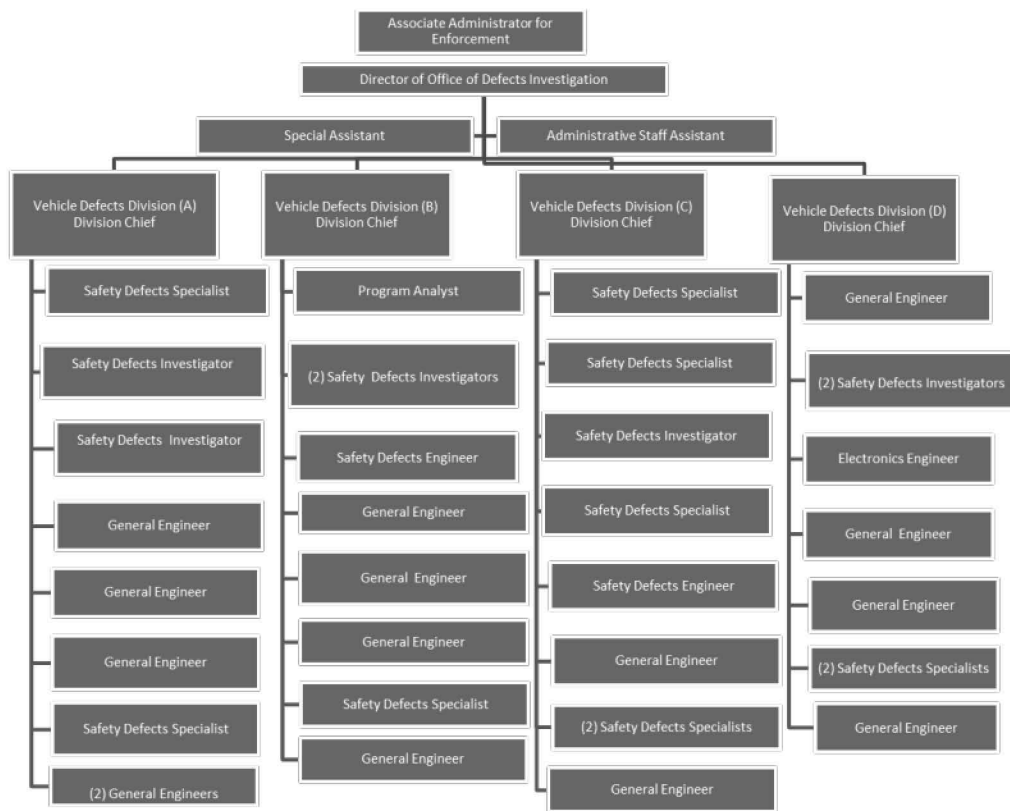 Associate Administrator for
Enforcement
Director of Office of Defects Investigation
Special Assistant
Administrative Staff Assistant
Vehicle Defects Division (A)
Division Chief
Safety Defects Specialist
Safety Defects Investigator
Safety Defects Investigator
General Engineer
General Engineer
General Engineer
Safety Defects Specialist
(2) General Engineers
Vehicle Defects Division (B)
Division Chief
Program Analyst
(2) Safety Defects Investigators
Safety Defects Engineer
General Engineer
General Engineer
General Engineer
Safety Defects Specialist
General Engineer
Vehicle Defects Division (C)
Division Chief
Safety Defects Specialist
Safety Defects Specialist
Safety Defects Investigator
Safety Defects Specialist
Safety Defects Engineer
General Engineer
(2) Safety Defects Specialists
General Engineer
Vehicle Defects Division (D)
Division Chief
General Engineer
(2) Safety Defects Investigators
Electronics Engineer
General Engineer
General Engineer
(2) Safety Defects Specialists
General Engineer